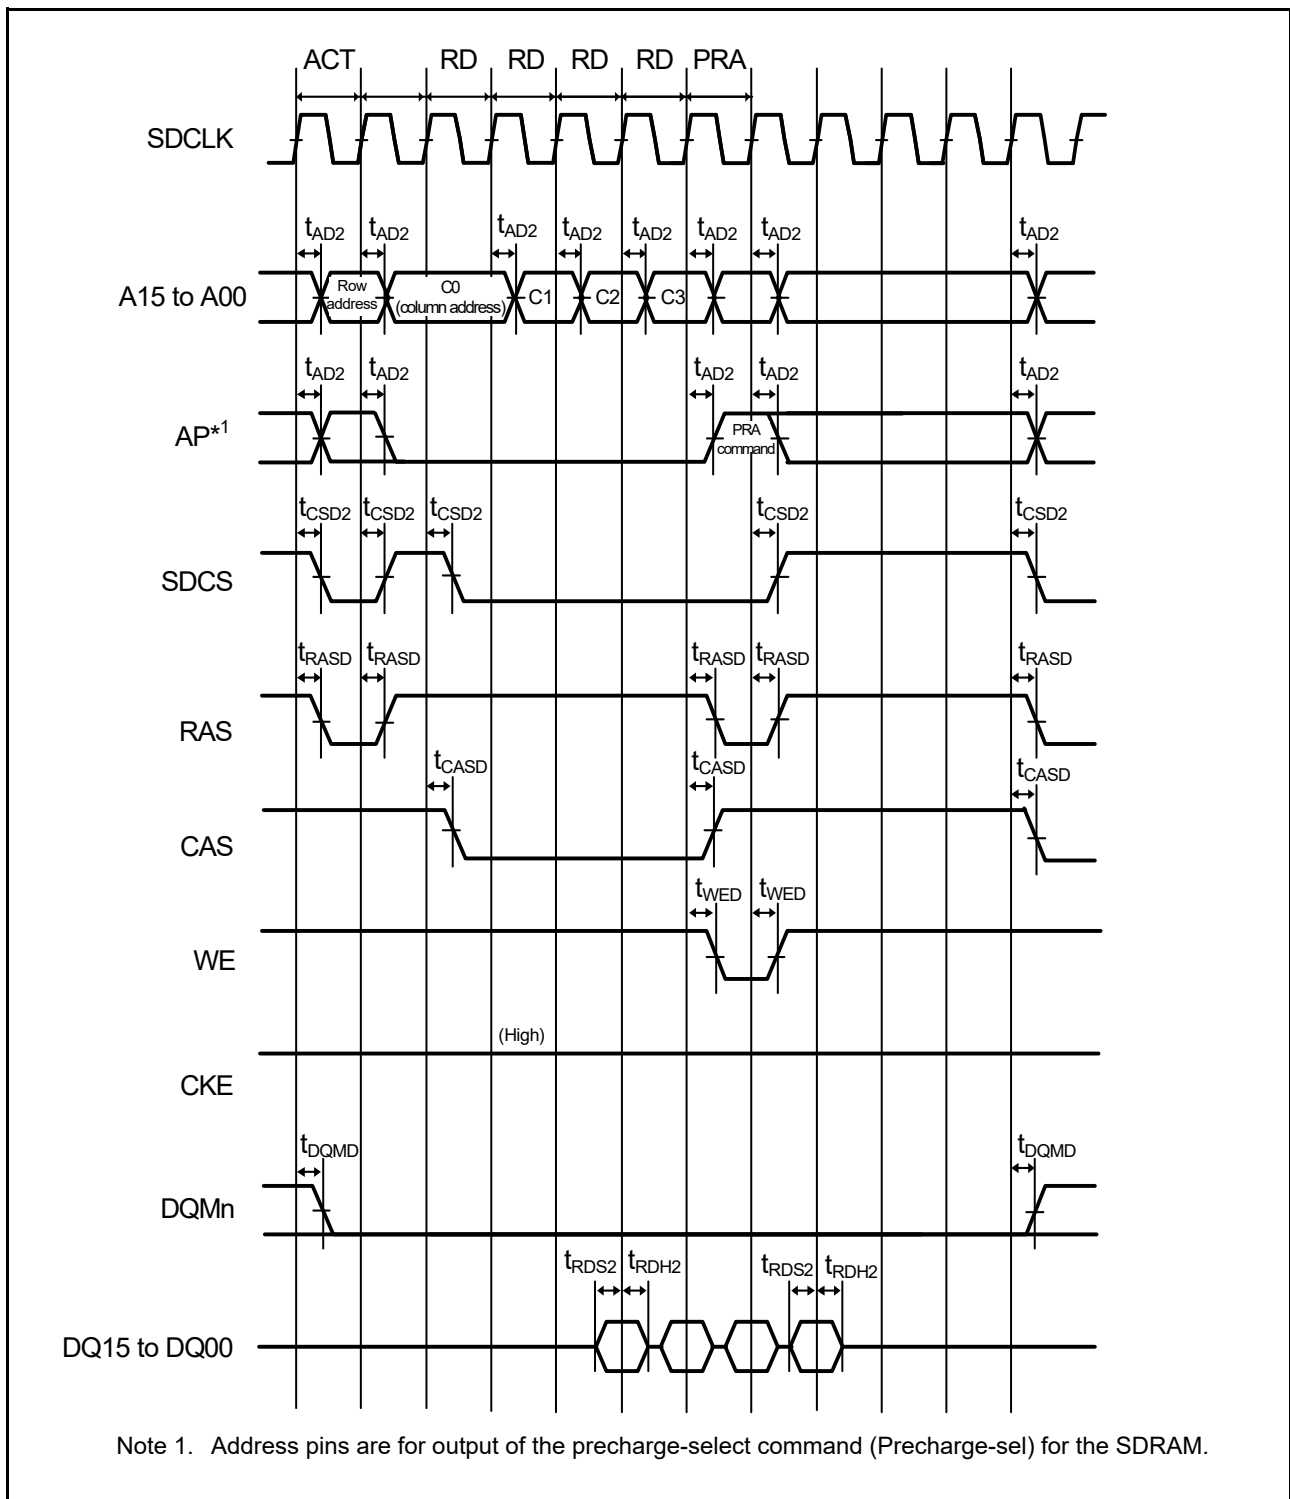 ACT RD RD RD RD PRA
SDCLK
tAD2 tAD2 tAD2 tAD2 tAD2 tAD2 tAD2 tAD2
A15 to A00 Row address C0 (column address) C1 C2 C3
tAD2 tAD2 tAD2 tAD2 tAD2
AP*1 PRA command
tCSD2 tCSD2 tCSD2 tCSD2 tCSD2
SDCS
tRASD tRASD tRASD tRASD tRASD
RAS
tCASD tCASD tCASD
CAS
tWED tWED
WE
(High)
CKE
tDQMD tDQMD
DQMn
tRDS2 tRDH2 tRDS2 tRDH2
DQ15 to DQ00
Note 1. Address pins are for output of the precharge-select command (Precharge-sel) for the SDRAM.